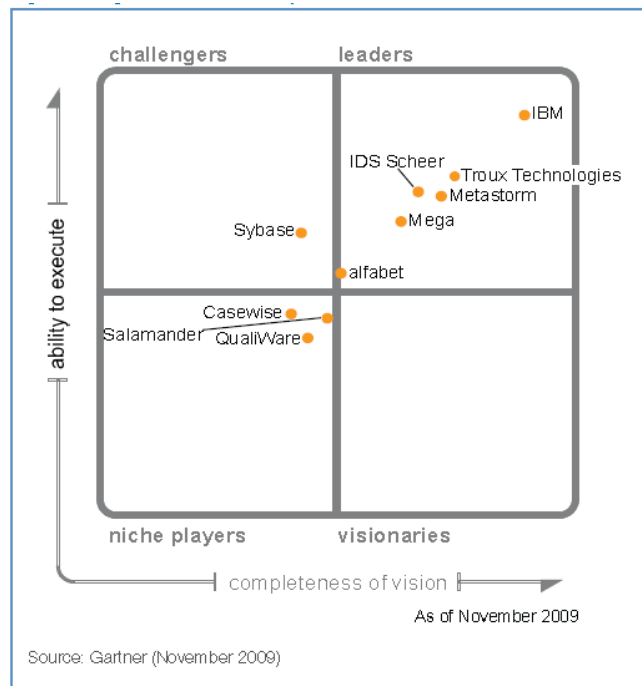 challengers
leaders
IBM
IDS Scheer
Troux Technologies
Metastorm
Mega
Sybase
alfabet
Casewise
Salamander
QualiWare
ability to execute
niche players
visionaries
completeness of vision
As of November 2009
Source: Gartner (November 2009)